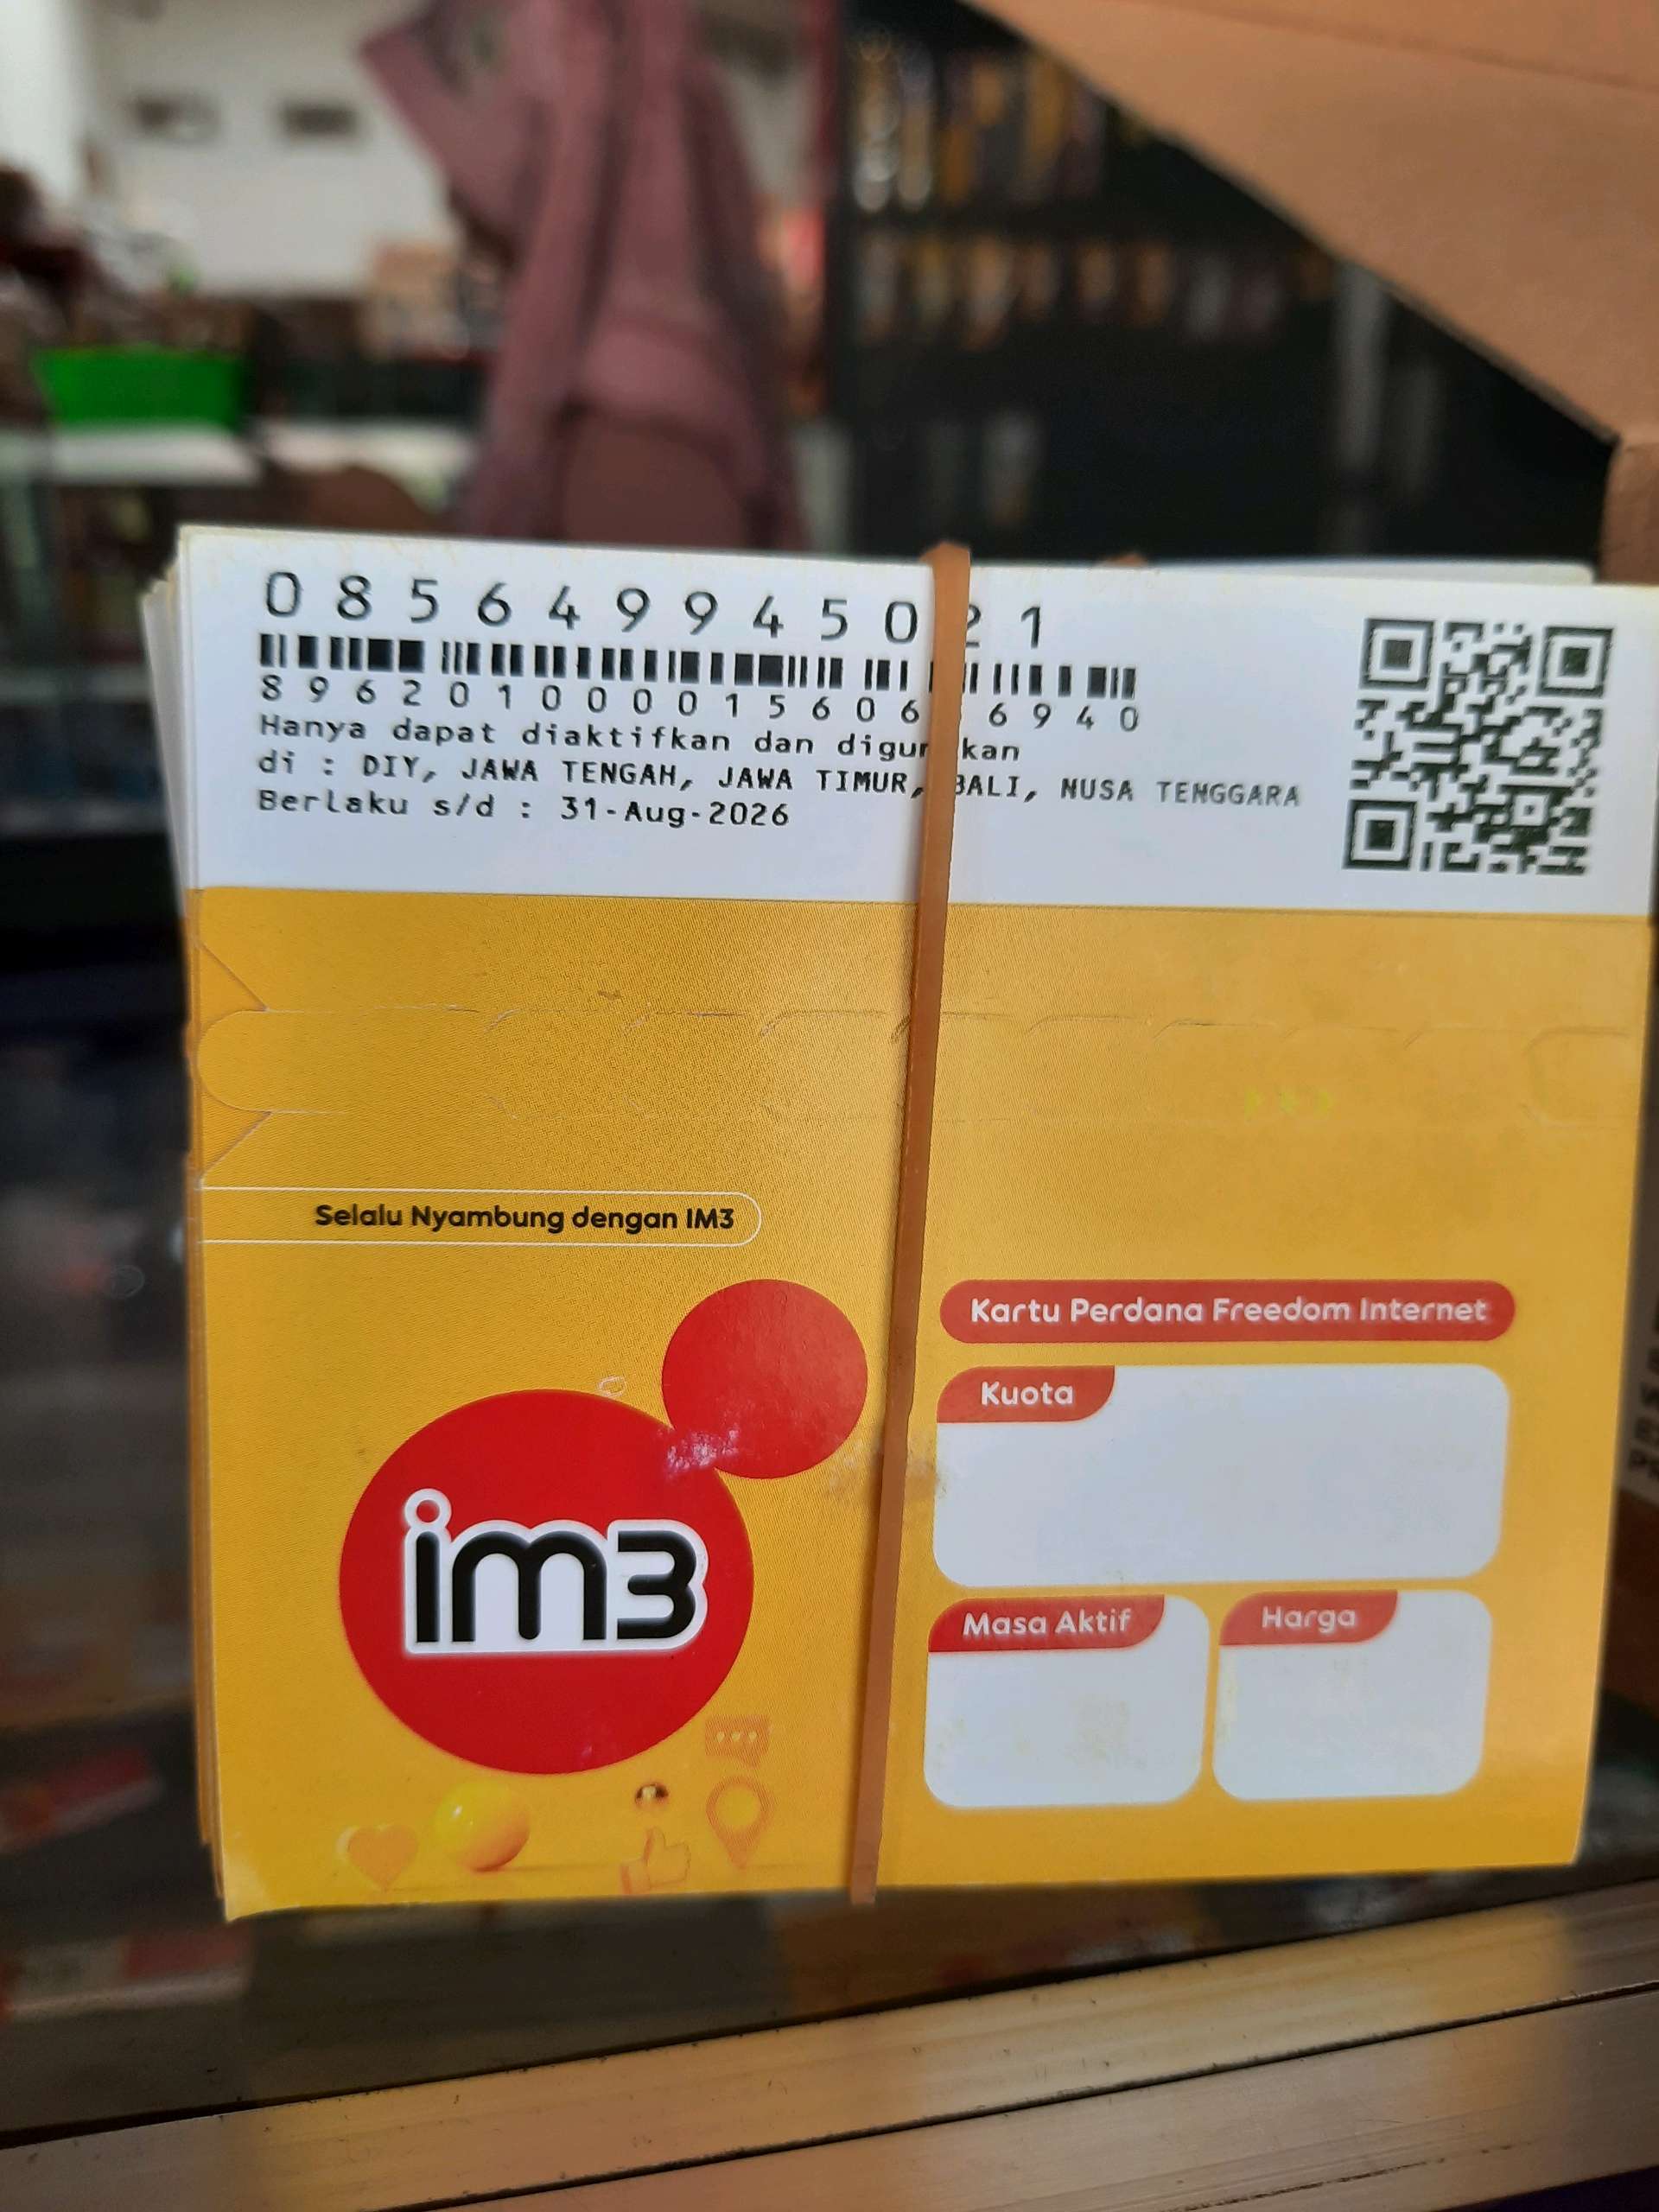 085649945021
8962010000156066940
Hanya dapat diaktifkan dan digunakan
di : DIY, JAWA TENGAH, JAWA TIMUR, BALI, NUSA TENGGARA
Berlaku s/d : 31-Aug-2026
Selalu Nyambung dengan IM3
Kartu Perdana Freedom Internet
Kuota
im3
Masa Aktif
Harga